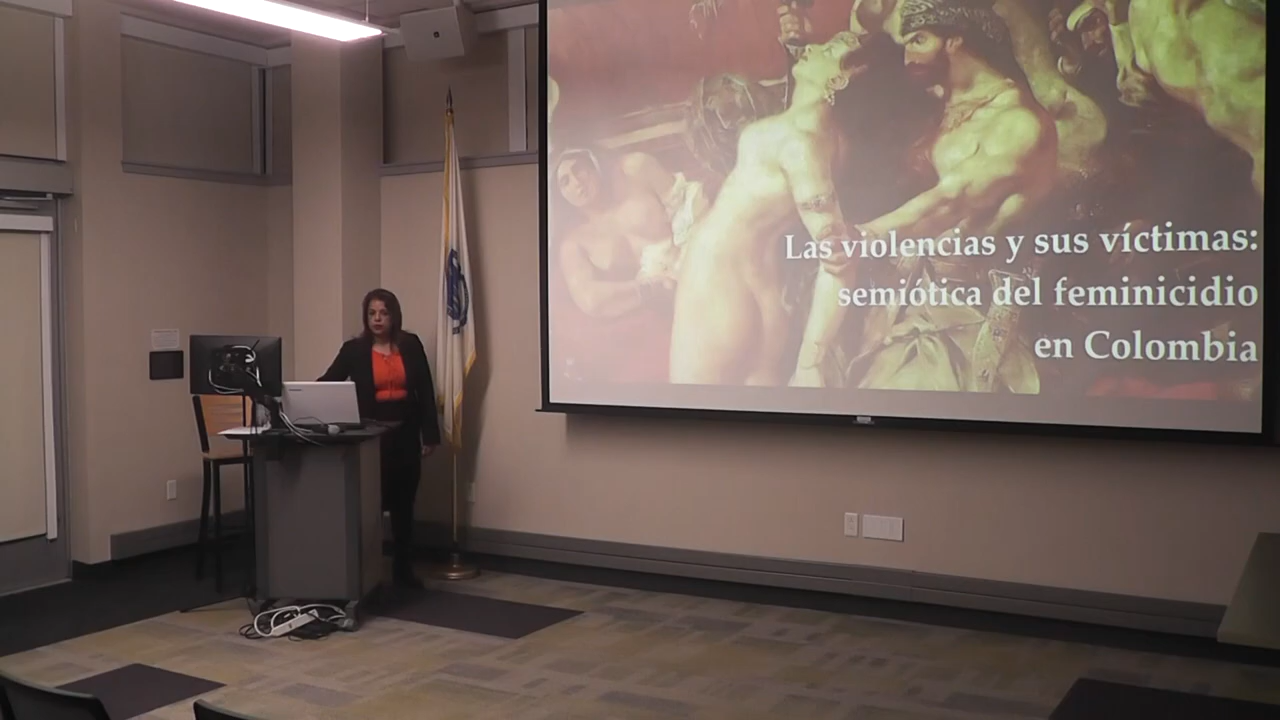 Las violencias y sus víctimas:
semiótica del feminicidio
en Colombia